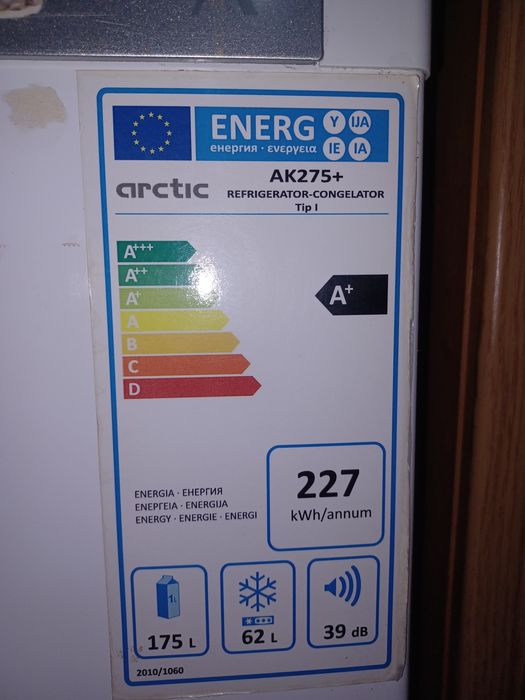 ENERG Y IJA
енергия · ενεργεια IE IA
arctic AK275+
REFRIGERATOR-CONGELATOR
Tip I
A+++
A++
A+ A+
A
B
C
D
227
kWh/annum
ENERGIA · ЕНЕРГИЯ
ΕΝΕΡΓΕΙΑ · ENERGIJA
ENERGY · ENERGIE · ENERGI
1L
175 L 62 L 39 dB
2010/1060